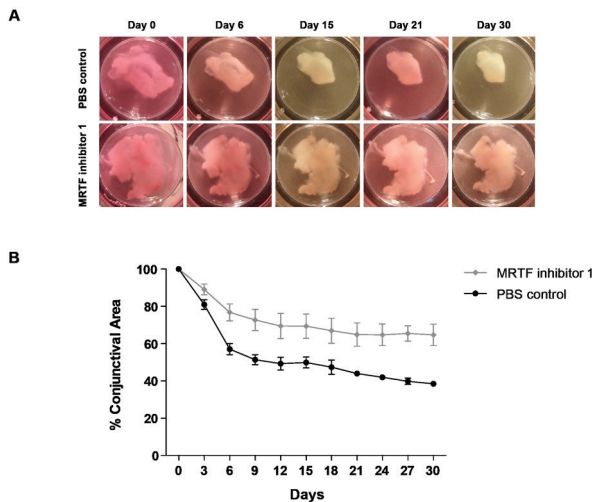 A
Day 0 Day 6 Day 15 Day 21 Day 30
PBS control
MRTF inhibitor 1
B
MRTF inhibitor 1
PBS control
% Conjunctival Area
100
80
60
40
20
0
0 3 6 9 12 15 18 21 24 27 30
Days